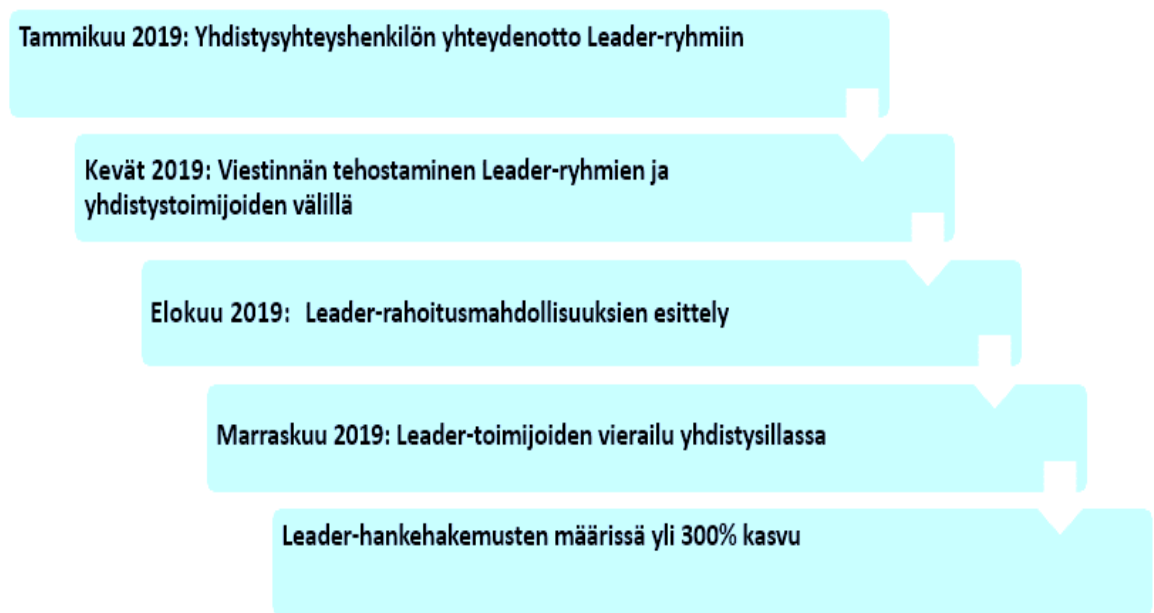 Tammikuu 2019: Yhdistysyhteyshenkilön yhteydenotto Leader-ryhmiin
Kevät 2019: Viestinnän tehostaminen Leader-ryhmien ja
yhdistystoimijoiden välillä
Elokuu 2019: Leader-rahoitusmahdollisuuksien esittely
Marraskuu 2019: Leader-toimijoiden vierailu yhdistysillassa
Leader-hankehakemusten määrissä yli 300% kasvu